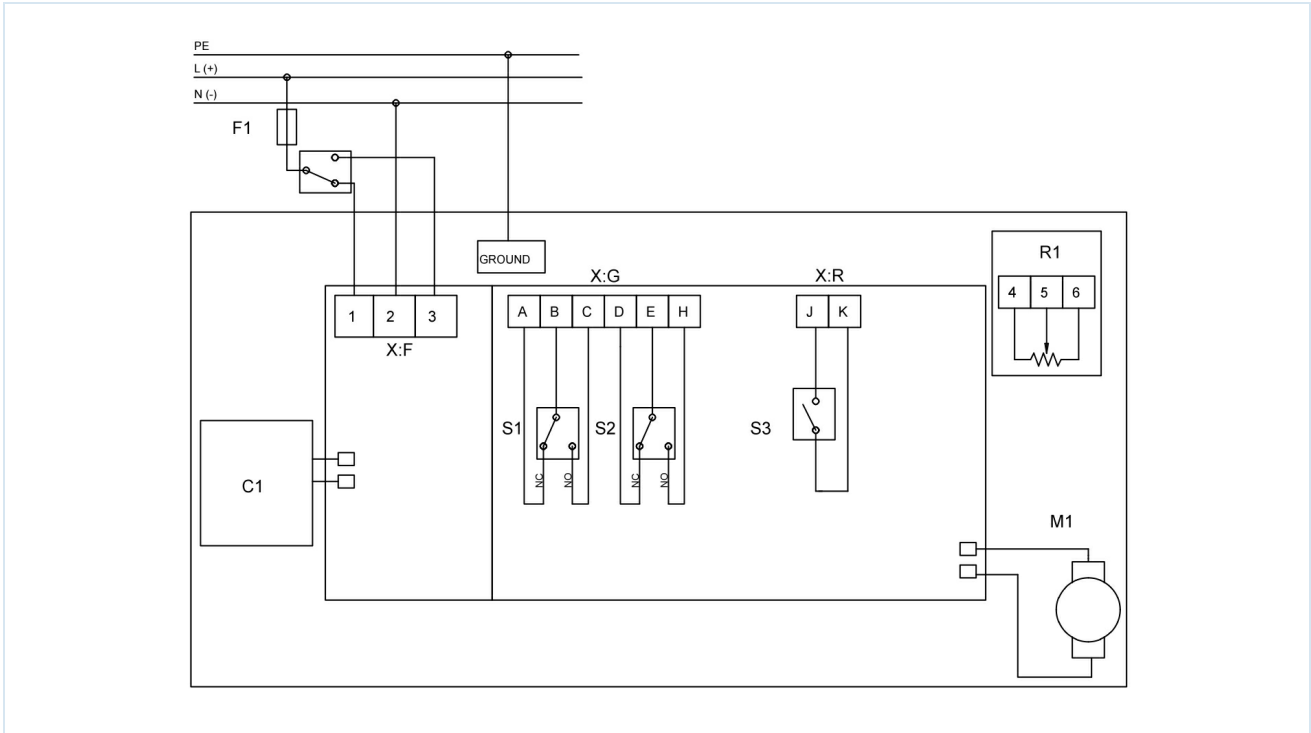 PE
L (+)
N (-)
F1
GROUND
X:G
X:R
R1
1 2 3
X:F
A B C D E H
J K
4 5 6
S1
S2
S3
NC
NO
NC
NO
C1
M1